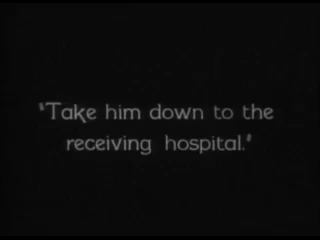 "Take him down to the
receiving hospital."